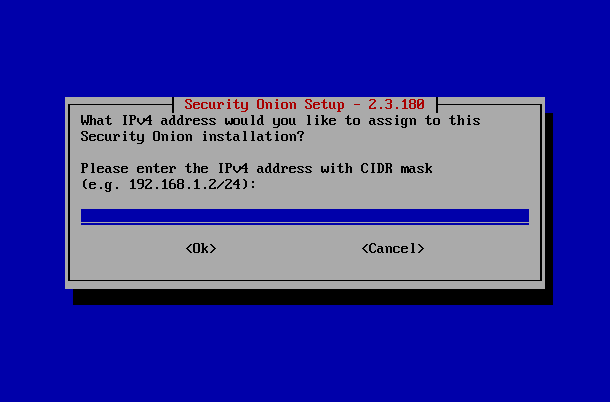 Security Onion Setup - 2.3.180
What IPv4 address would you like to assign to this
Security Onion installation?
Please enter the IPv4 address with CIDR mask
(e.g. 192.168.1.2/24):
<Ok> <Cancel>